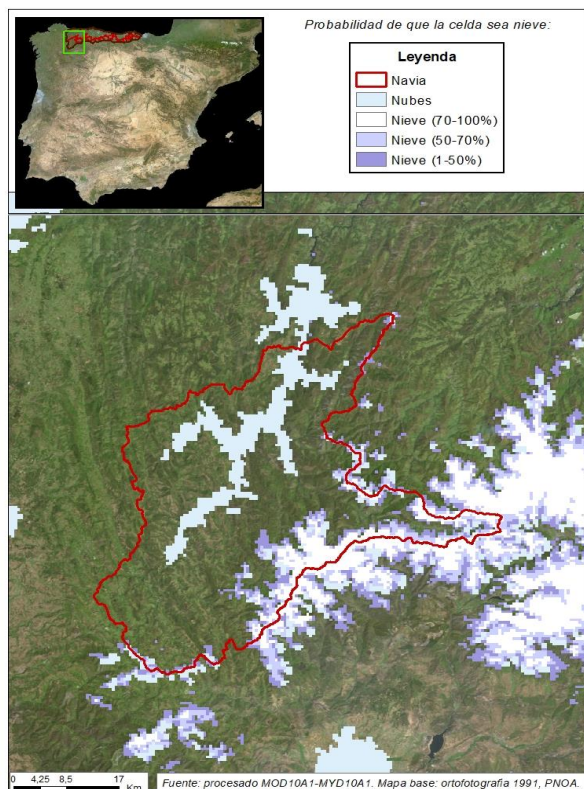 Probabilidad de que la celda sea nieve:
Leyenda
Navia
Nubes
Nieve (70-100%)
Nieve (50-70%)
Nieve (1-50%)
0 4,25 8,5 17
Km
Fuente: procesado MOD10A1-MYD10A1. Mapa base: ortofotografia 1991, PNOA.